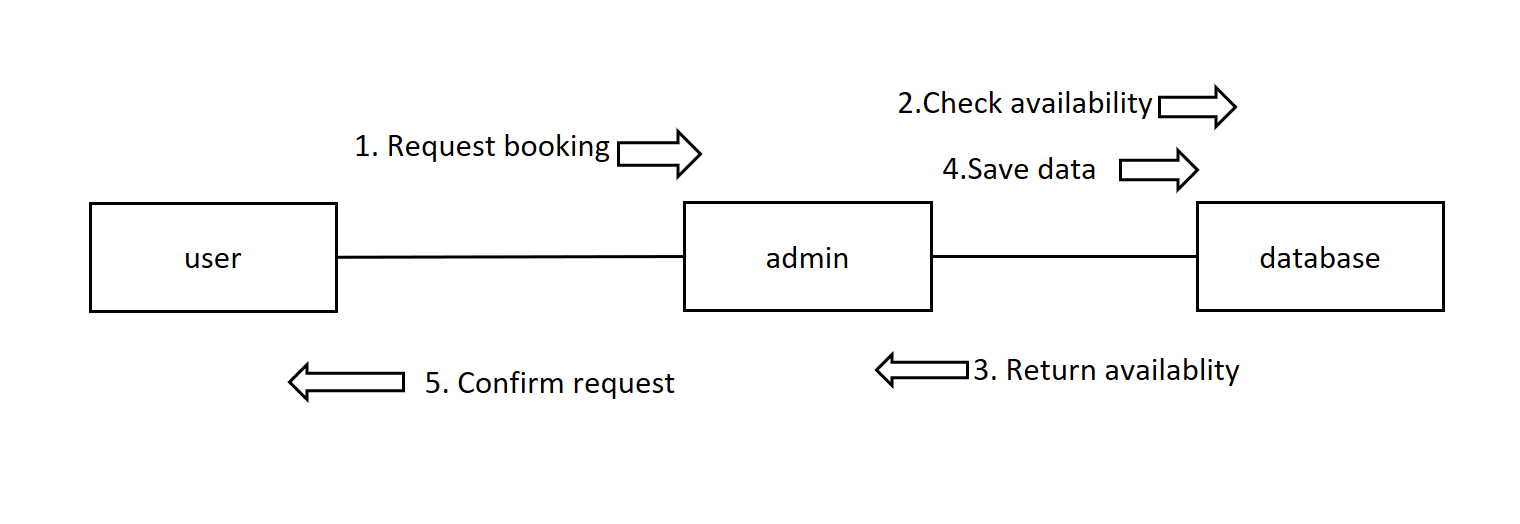 2.Check availability
1. Request booking
4.Save data
user
admin
database
3. Return availablity
5. Confirm request